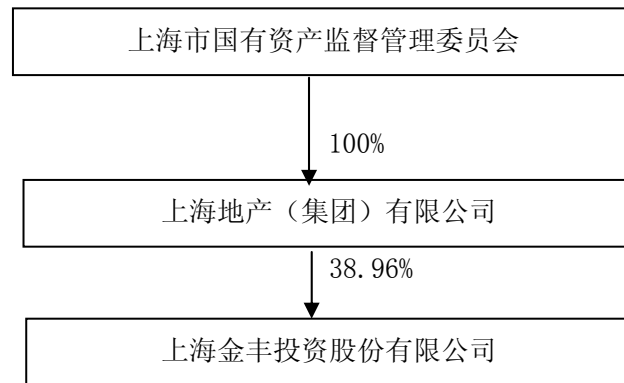 上海市国有资产监督管理委员会
100%
上海地产（集团）有限公司
38.96%
上海金丰投资股份有限公司